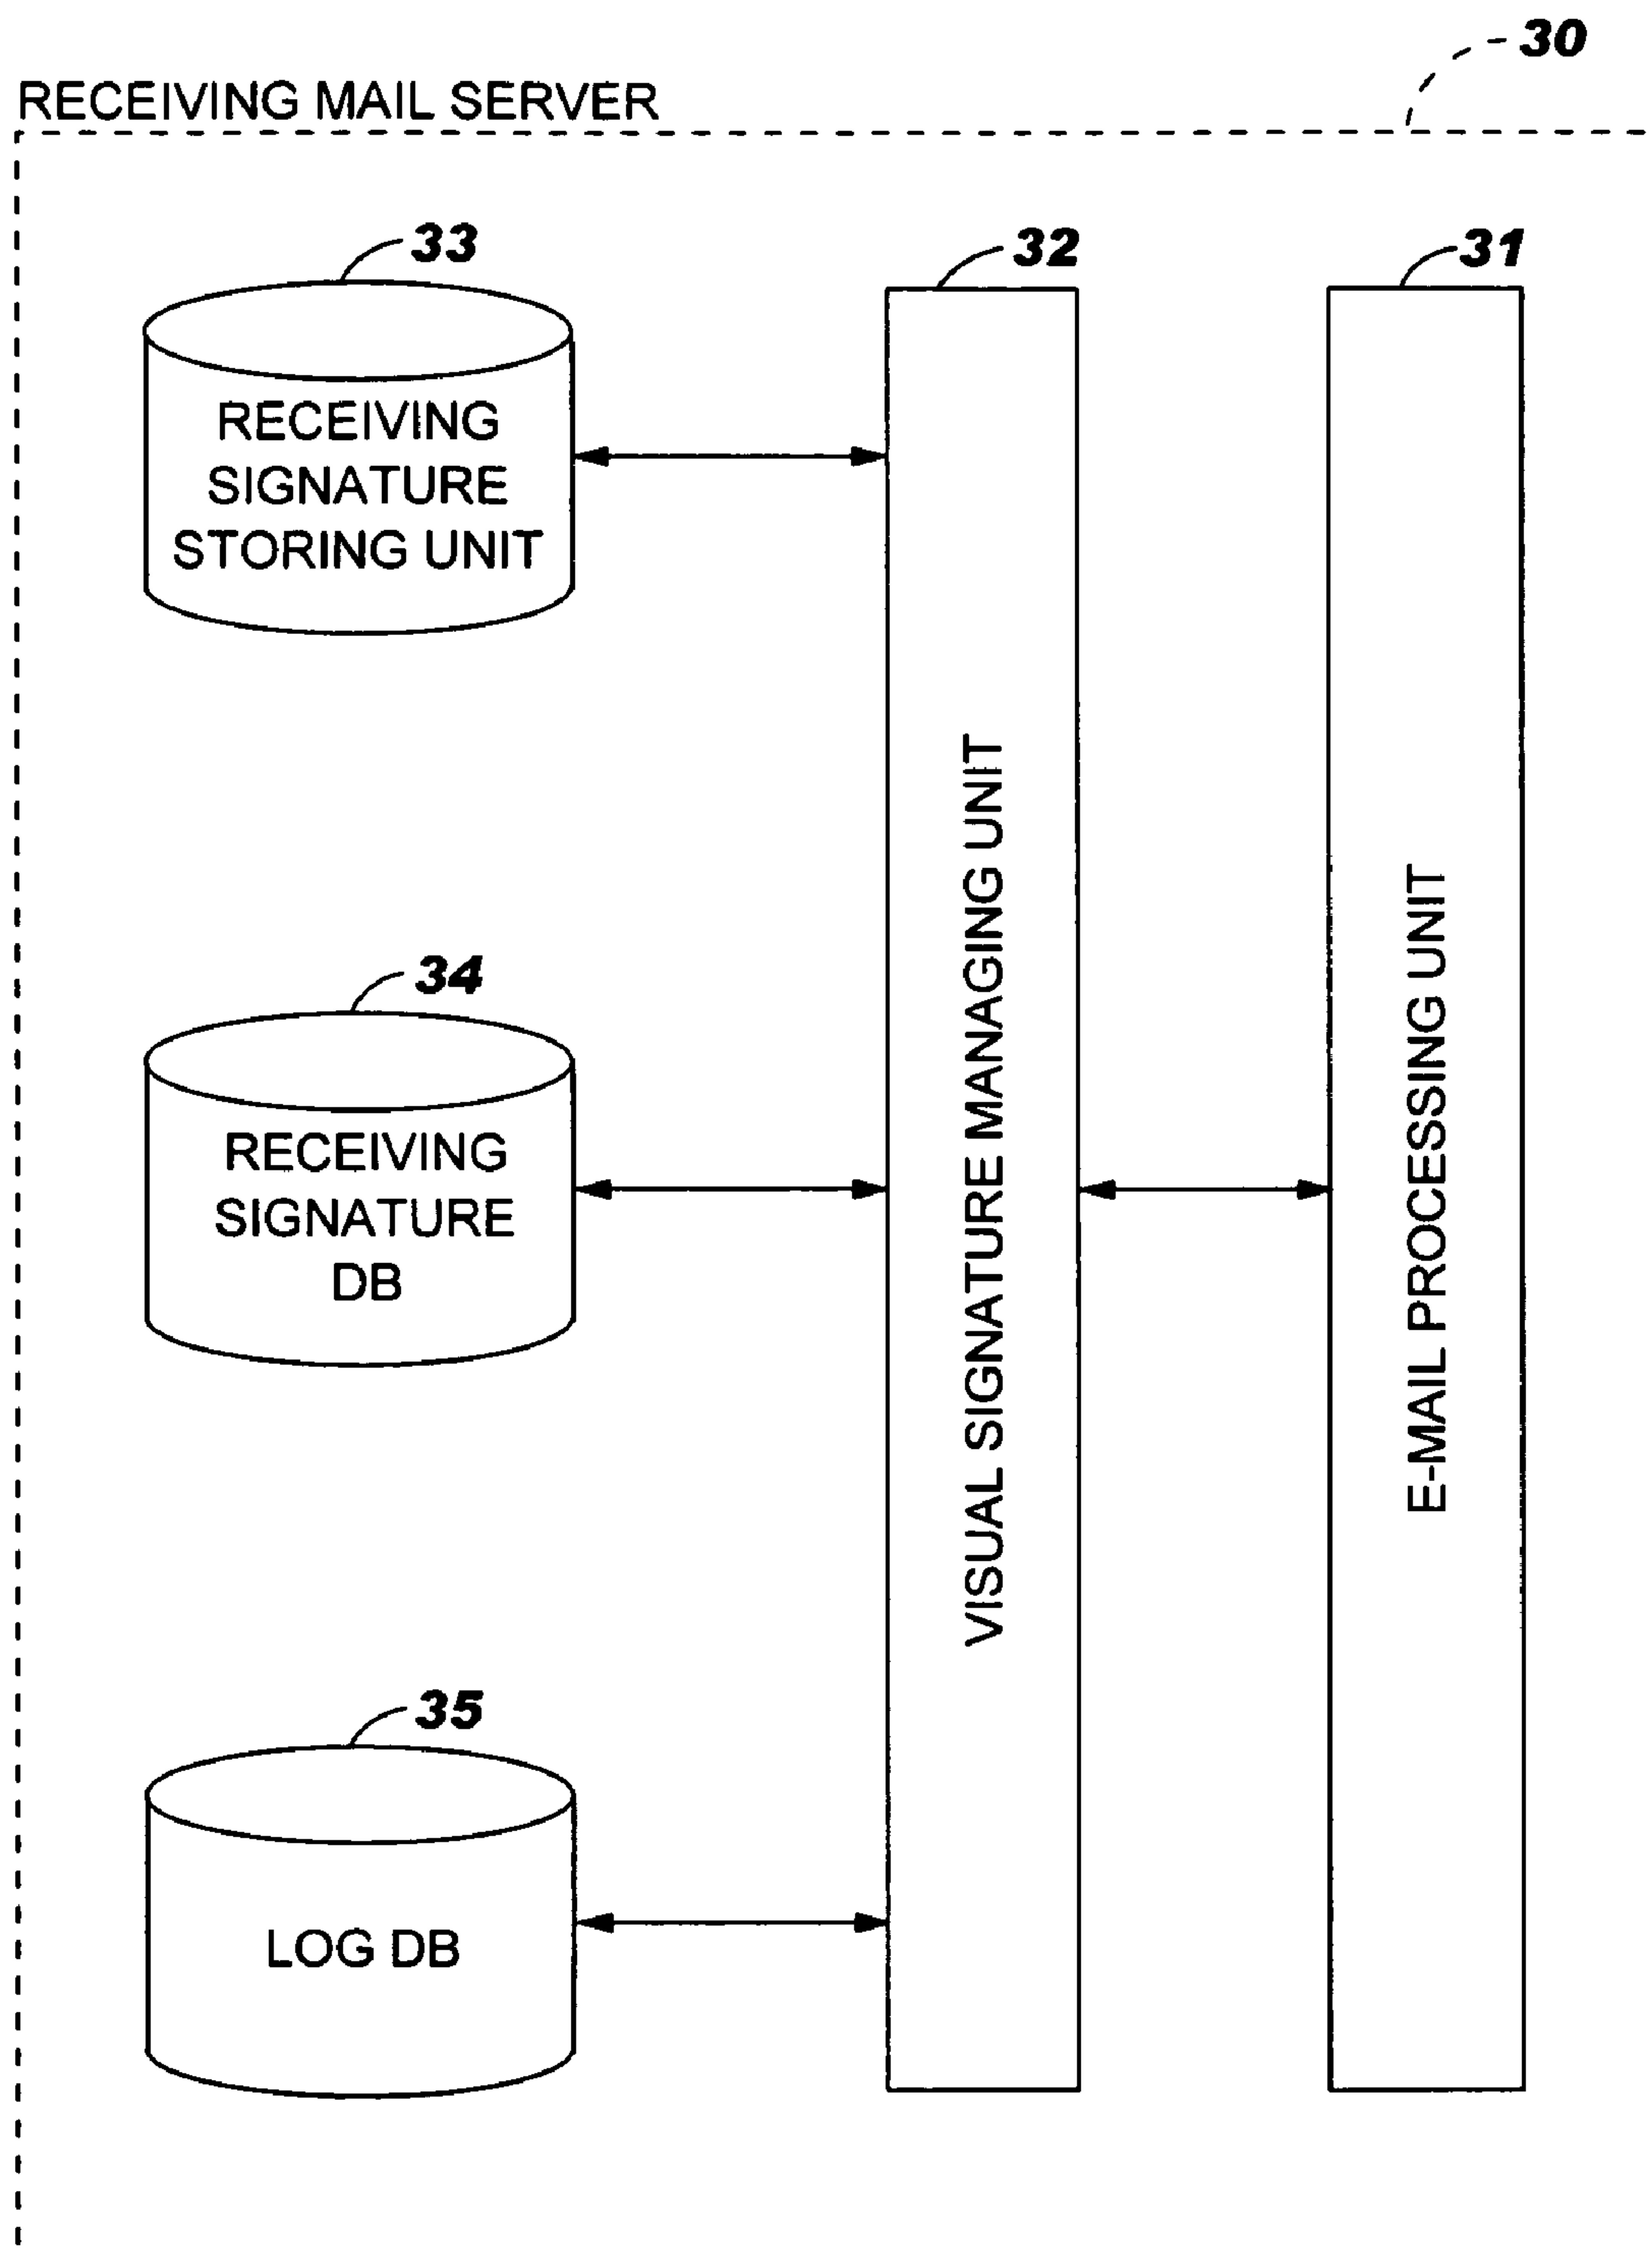 30
RECEIVING MAIL SERVER
33
32
31
RECEIVING
SIGNATURE
STORING UNIT
VISUAL SIGNATURE MANAGING UNIT
E-MAIL PROCESSING UNIT
34
RECEIVING
SIGNATURE
DB
35
LOG DB